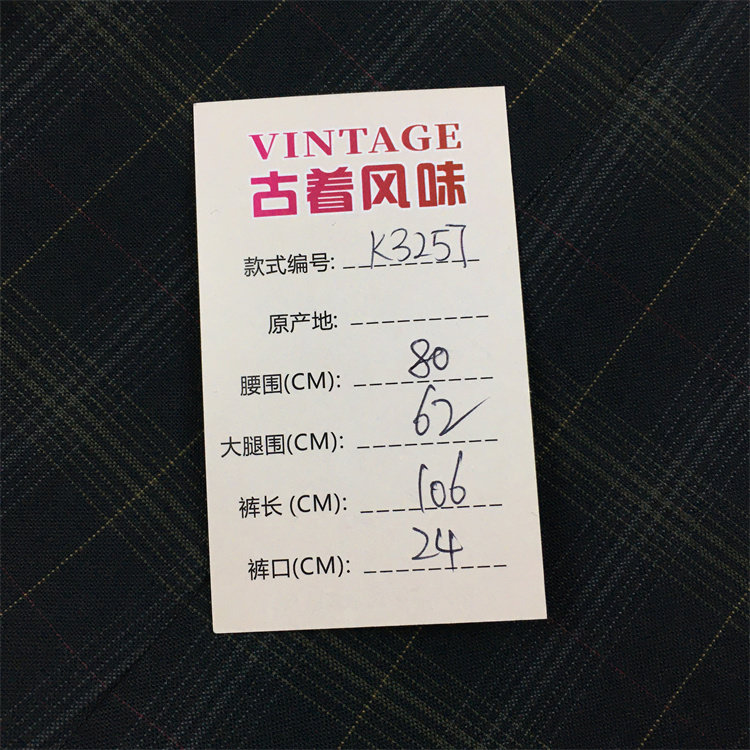 VINTAGE
古着风味
款式编号: K3257
原产地:
腰围(CM): 80
大腿围(CM): 62
裤长 (CM): 106
裤口(CM): 24